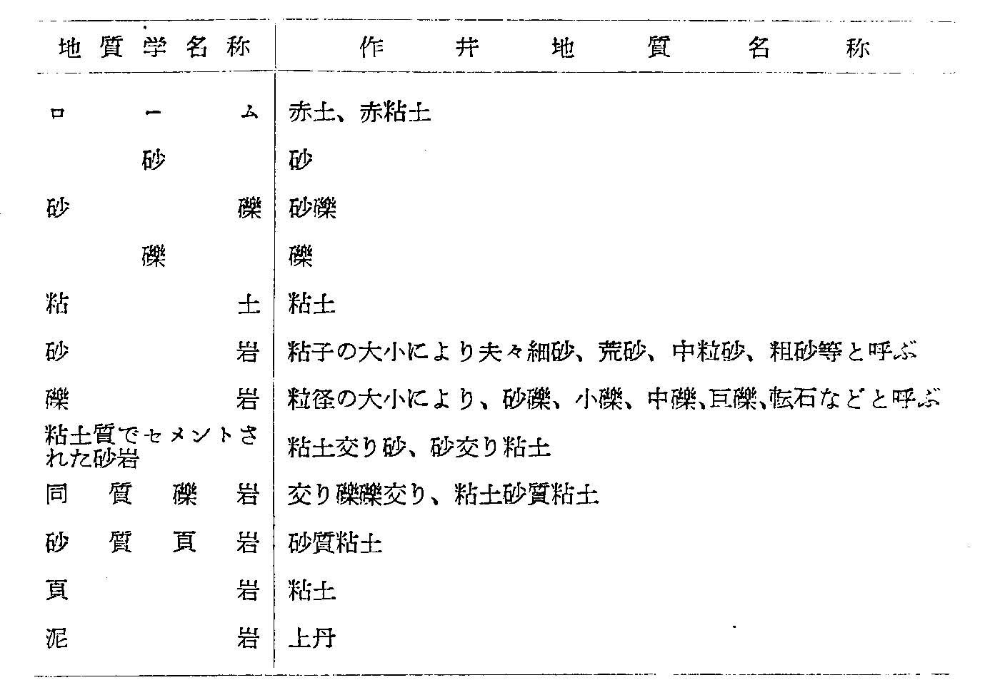 地質学名称 作井地質名称
ローム 赤土、赤粘土
砂 砂
砂礫 砂礫
礫 礫
粘土 粘土
砂岩 粘子の大小により夫々細砂、荒砂、中粒砂、粗砂等と呼ぶ
礫岩 粒径の大小により、砂礫、小礫、中礫、巨礫、転石などと呼ぶ
粘土質でセメントさ
れた砂岩 粘土交り砂、砂交り粘土
同質礫岩 交り礫礫交り、粘土砂質粘土
砂質頁岩 砂質粘土
頁岩 粘土
泥岩 上丹